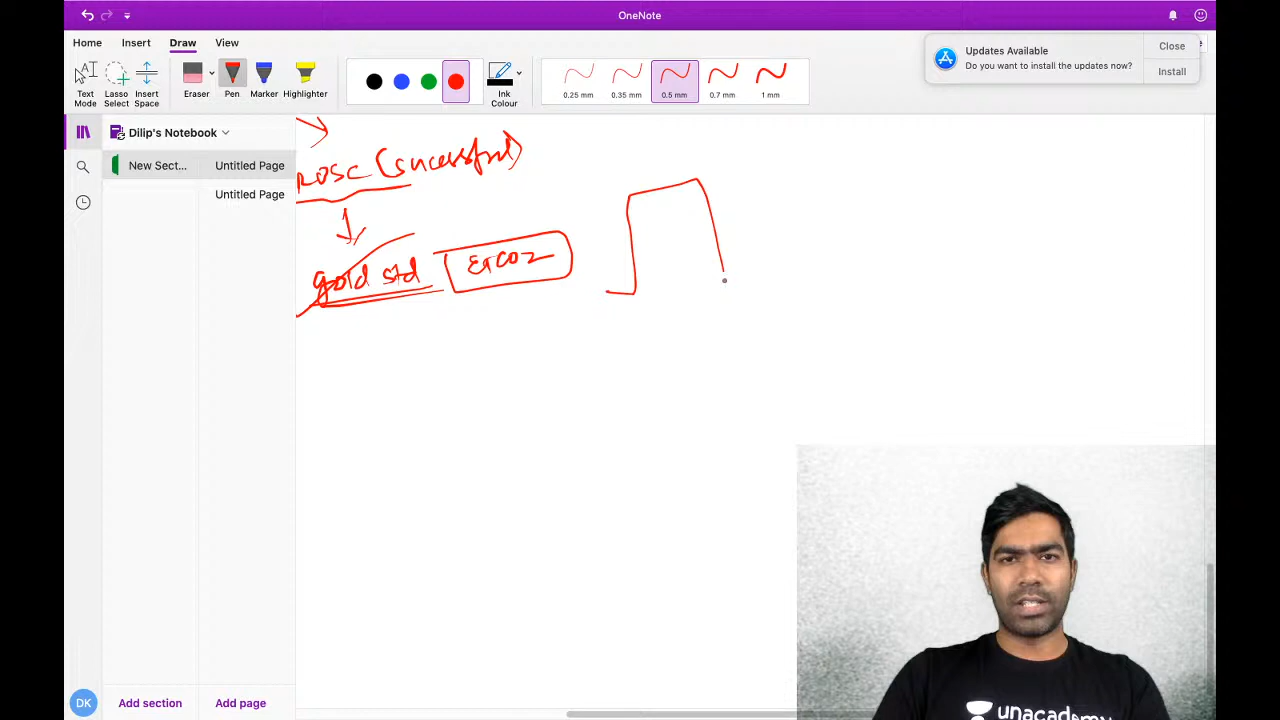 OneNote
Home Insert Draw View
Updates Available
Do you want to install the updates now?
Close
Install
Text Mode
Lasso Select
Insert Space
Eraser
Pen
Marker
Highlighter
Ink Colour
0.25 mm
0.35 mm
0.5 mm
0.7 mm
1 mm
Dilip's Notebook
New Sect...
Untitled Page
Untitled Page
ROSC (sucessful)
gold std EtCO2
DK
Add section
Add page
unacademy